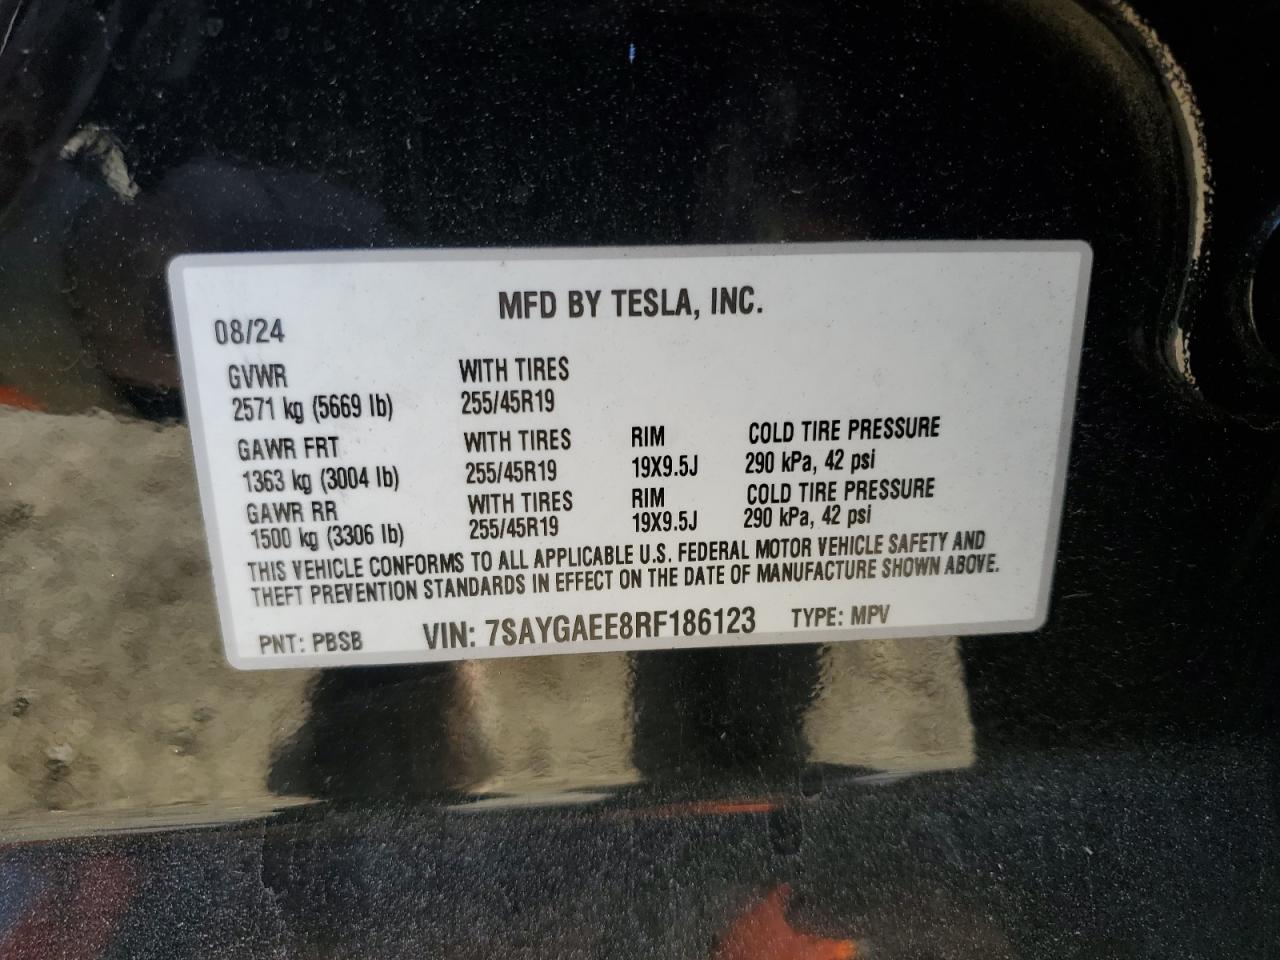 MFD BY TESLA, INC.
08/24
GVWR WITH TIRES
2571 kg (5669 lb) 255/45R19
GAWR FRT WITH TIRES RIM COLD TIRE PRESSURE
1363 kg (3004 lb) 255/45R19 19X9.5J 290 kPa, 42 psi
GAWR RR WITH TIRES RIM COLD TIRE PRESSURE
1500 kg (3306 lb) 255/45R19 19X9.5J 290 kPa, 42 psi
THIS VEHICLE CONFORMS TO ALL APPLICABLE U.S. FEDERAL MOTOR VEHICLE SAFETY AND
THEFT PREVENTION STANDARDS IN EFFECT ON THE DATE OF MANUFACTURE SHOWN ABOVE.
PNT: PBSB VIN: 7SAYGAEE8RF186123 TYPE: MPV